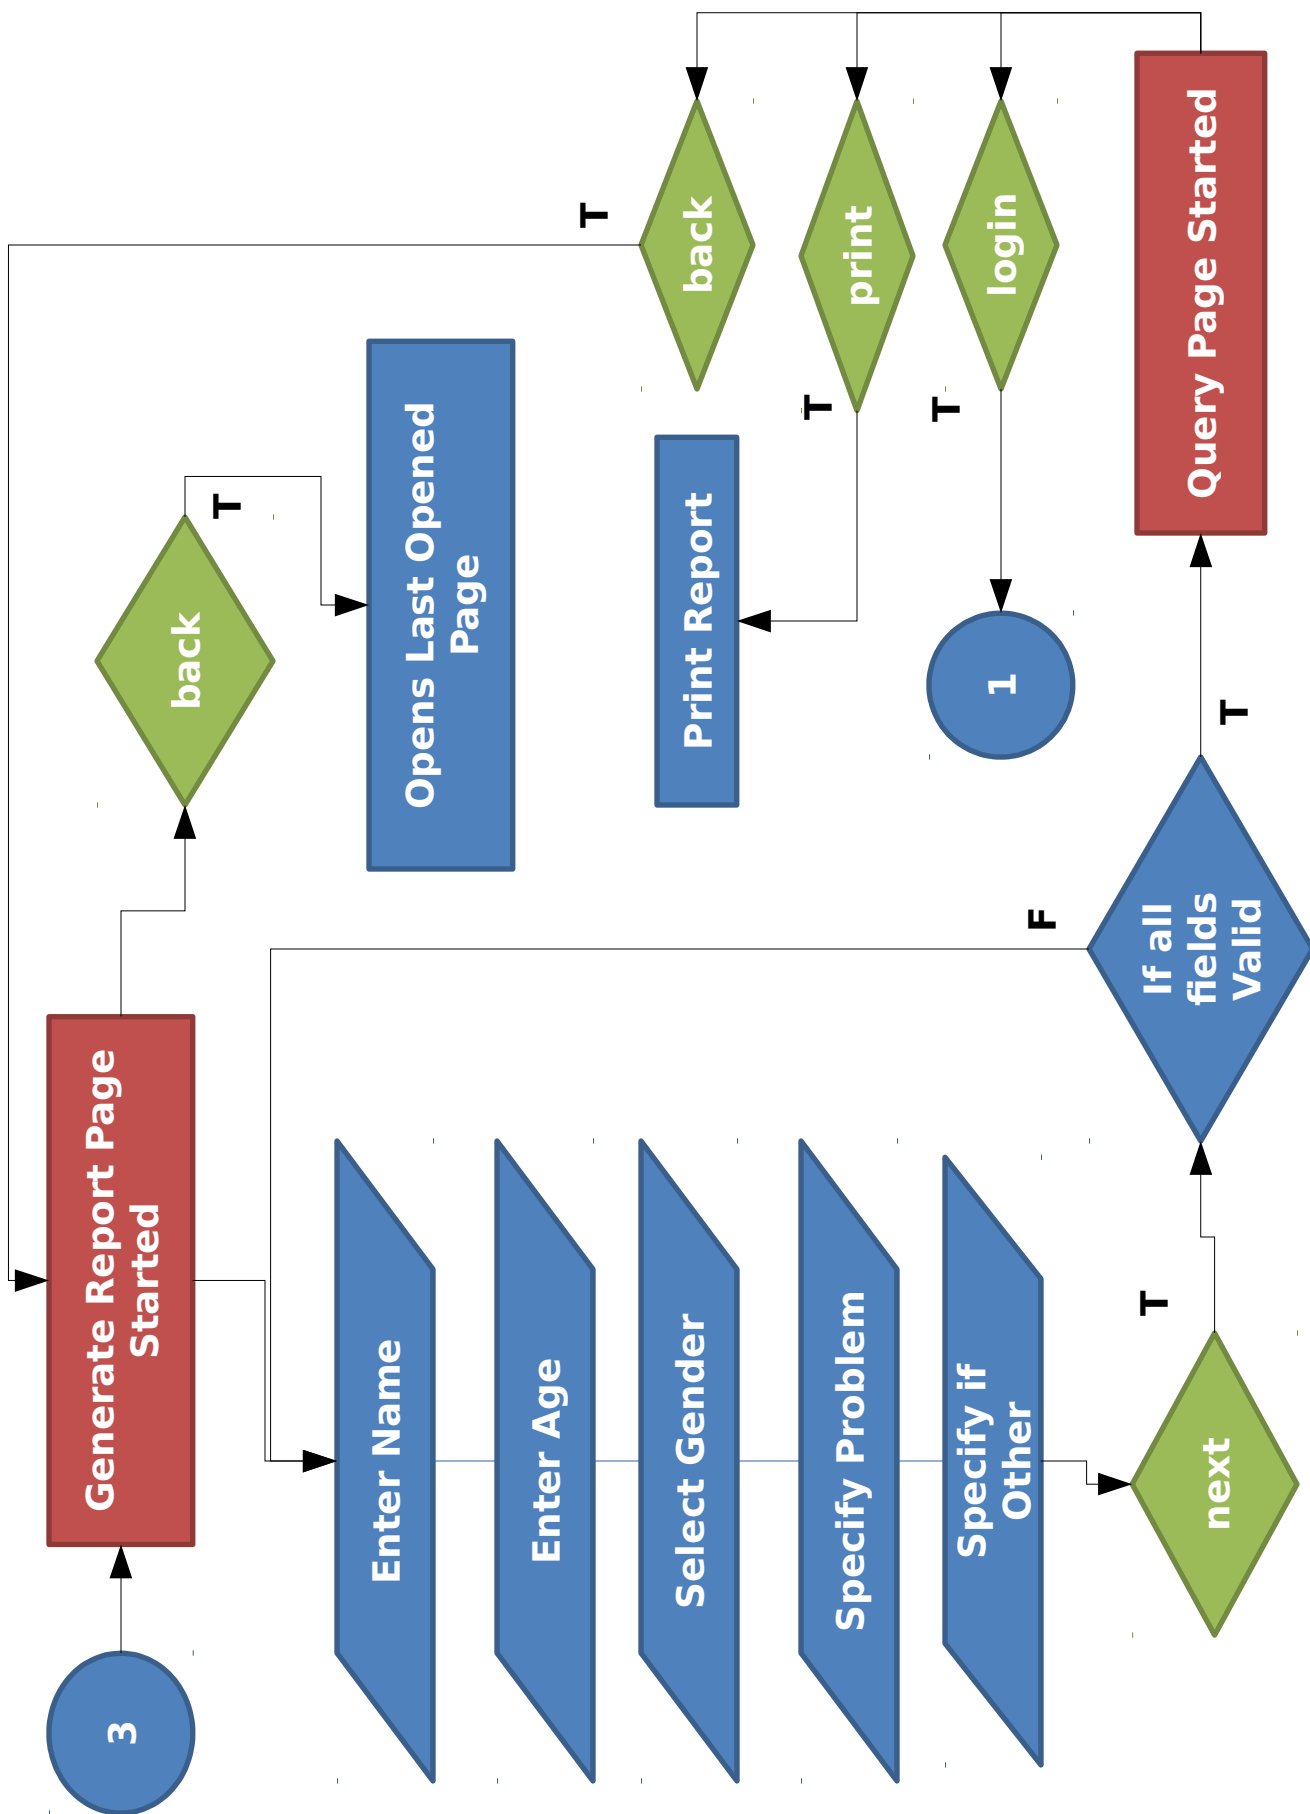 3
Generate Report Page
Started
back
T
Opens Last Opened
Page
Enter Name
Enter Age
Select Gender
Specify Problem
Specify if
Other
next
T
If all
fields
Valid
F
T
Query Page Started
back
T
print
T
Print Report
login
T
1